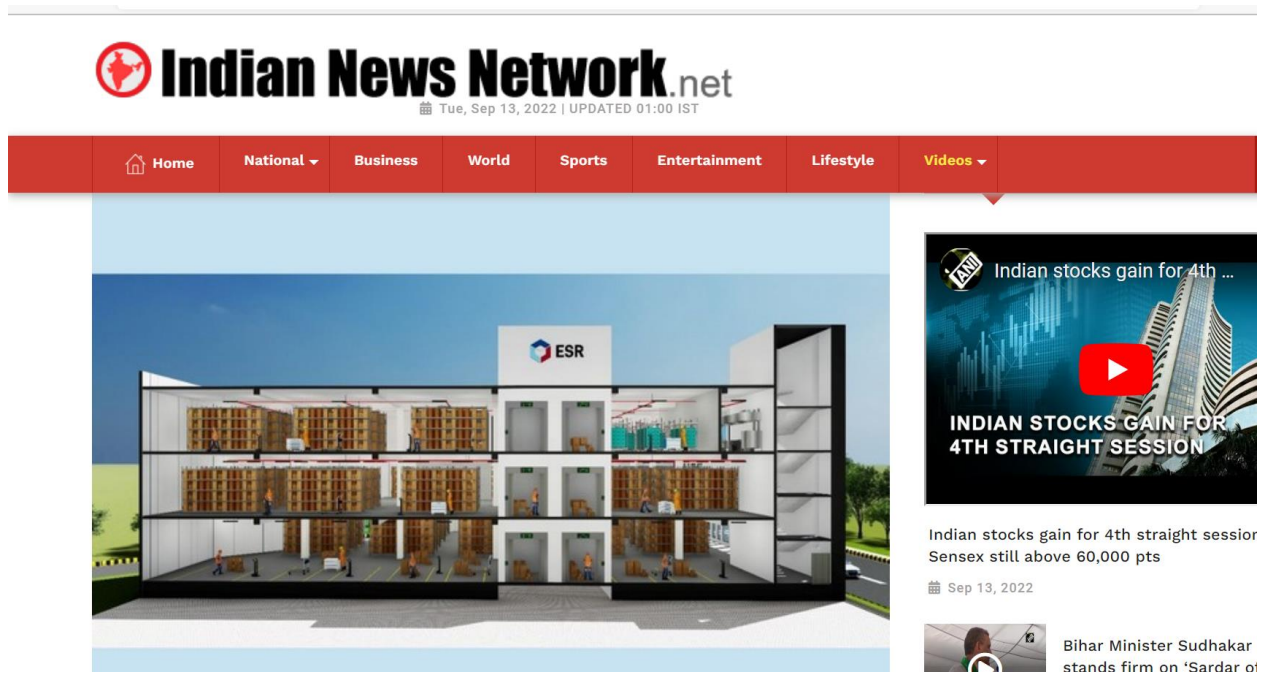 Indian News Network.net
Tue, Sep 13, 2022 | UPDATED 01:00 IST
Home National Business World Sports Entertainment Lifestyle Videos
ESR
ANI
Indian stocks gain for 4th ...
INDIAN STOCKS GAIN FOR
4TH STRAIGHT SESSION
Indian stocks gain for 4th straight session
Sensex still above 60,000 pts
Sep 13, 2022
Bihar Minister Sudhakar
stands firm on ‘Sardar of